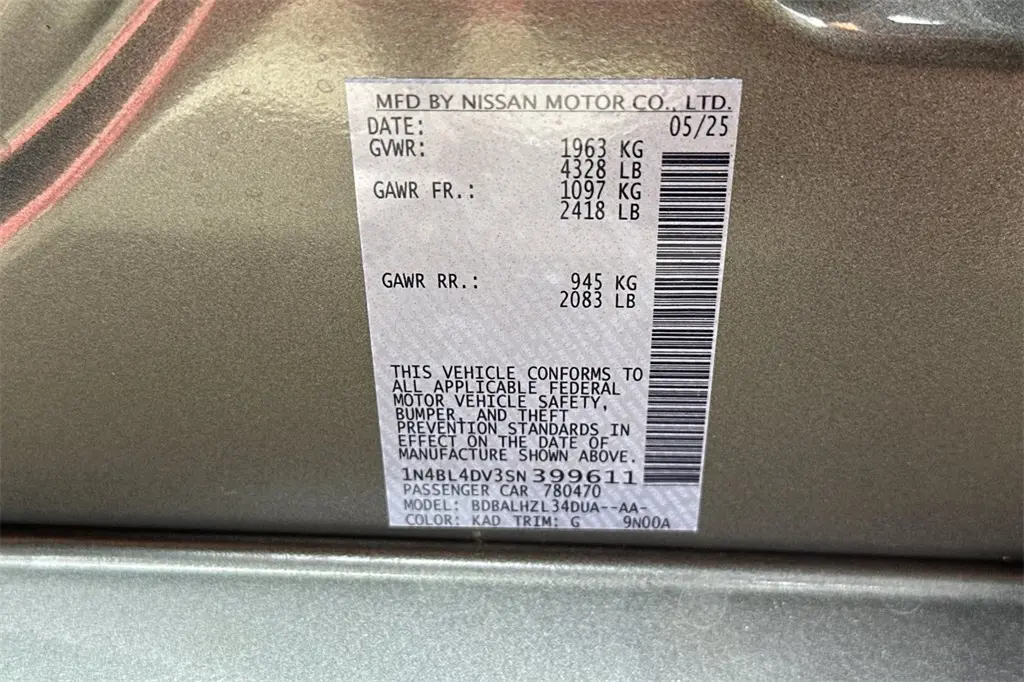 MFD BY NISSAN MOTOR CO., LTD.
DATE: 05/25
GVWR: 1963 KG
4328 LB
GAWR FR.: 1097 KG
2418 LB
GAWR RR.: 945 KG
2083 LB
THIS VEHICLE CONFORMS TO
ALL APPLICABLE FEDERAL
MOTOR VEHICLE SAFETY,
BUMPER, AND THEFT
PREVENTION STANDARDS IN
EFFECT ON THE DATE OF
MANUFACTURE SHOWN ABOVE.
1N4BL4DV3SN399611
PASSENGER CAR 780470
MODEL: BDBALHZL34DUA--AA-
COLOR: KAD TRIM: G 9N00A